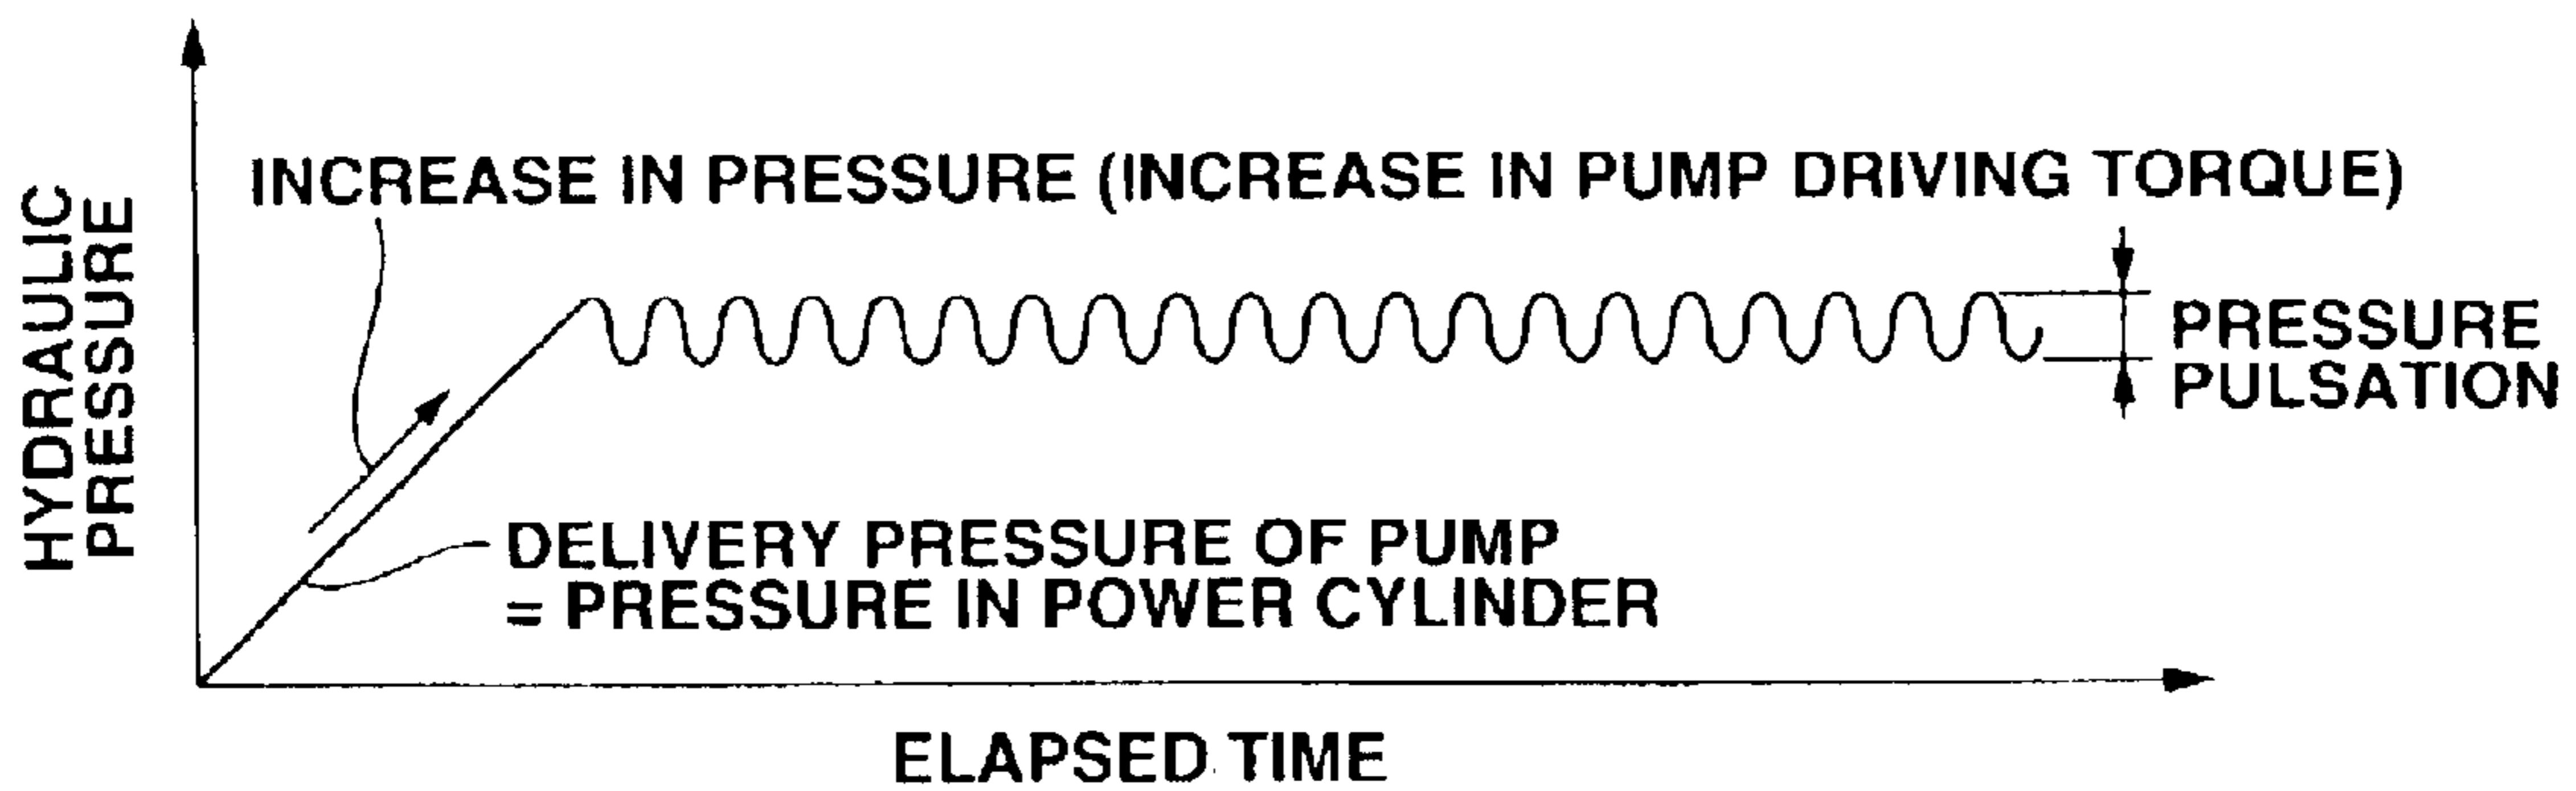 HYDRAULIC
PRESSURE
INCREASE IN PRESSURE (INCREASE IN PUMP DRIVING TORQUE)
PRESSURE
PULSATION
DELIVERY PRESSURE OF PUMP
= PRESSURE IN POWER CYLINDER
ELAPSED TIME